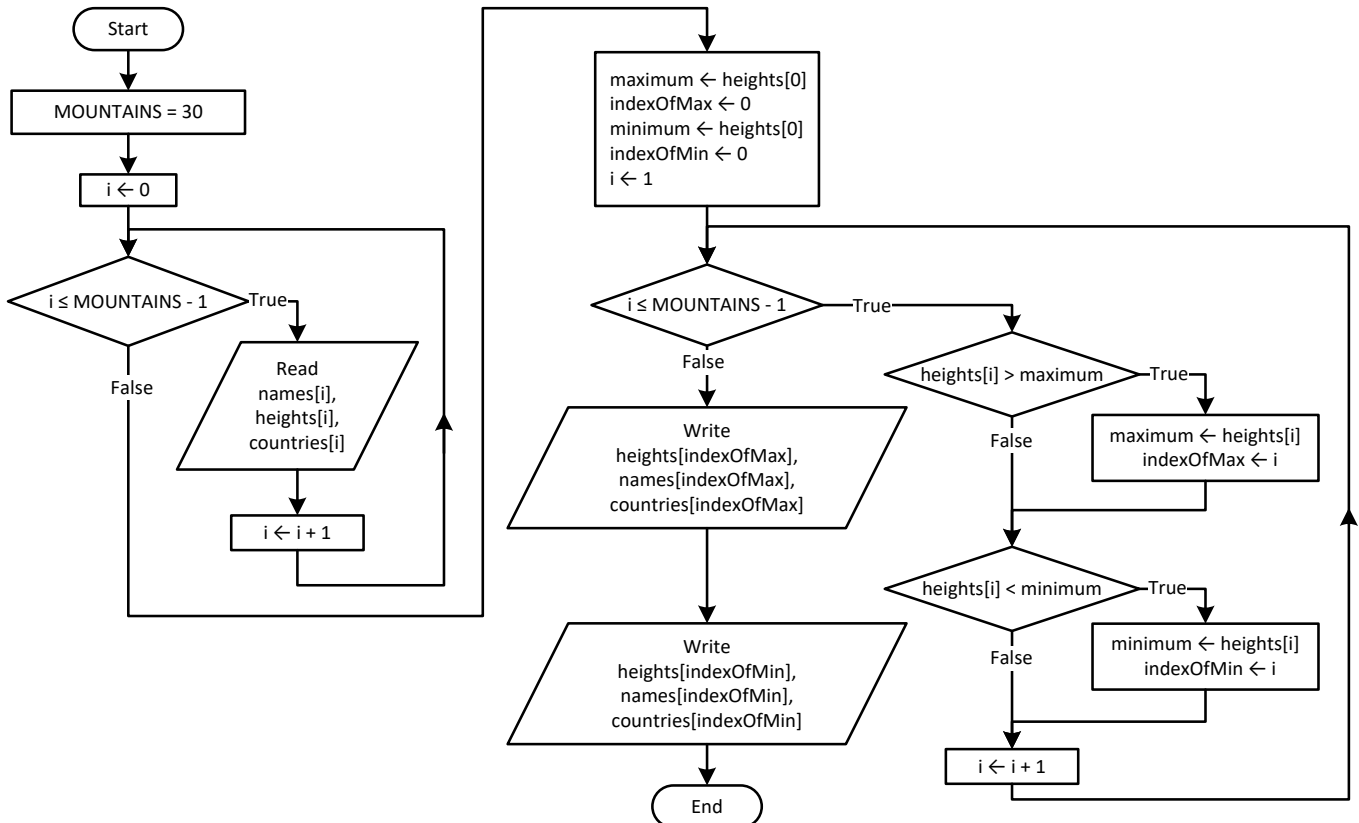 Start
MOUNTAINS = 30
i ← 0
i ≤ MOUNTAINS - 1
True
False
Read
names[i],
heights[i],
countries[i]
i ← i + 1
maximum ← heights[0]
indexOfMax ← 0
minimum ← heights[0]
indexOfMin ← 0
i ← 1
i ≤ MOUNTAINS - 1
True
False
heights[i] > maximum
True
False
maximum ← heights[i]
indexOfMax ← i
heights[i] < minimum
True
False
minimum ← heights[i]
indexOfMin ← i
i ← i + 1
Write
heights[indexOfMax],
names[indexOfMax],
countries[indexOfMax]
Write
heights[indexOfMin],
names[indexOfMin],
countries[indexOfMin]
End